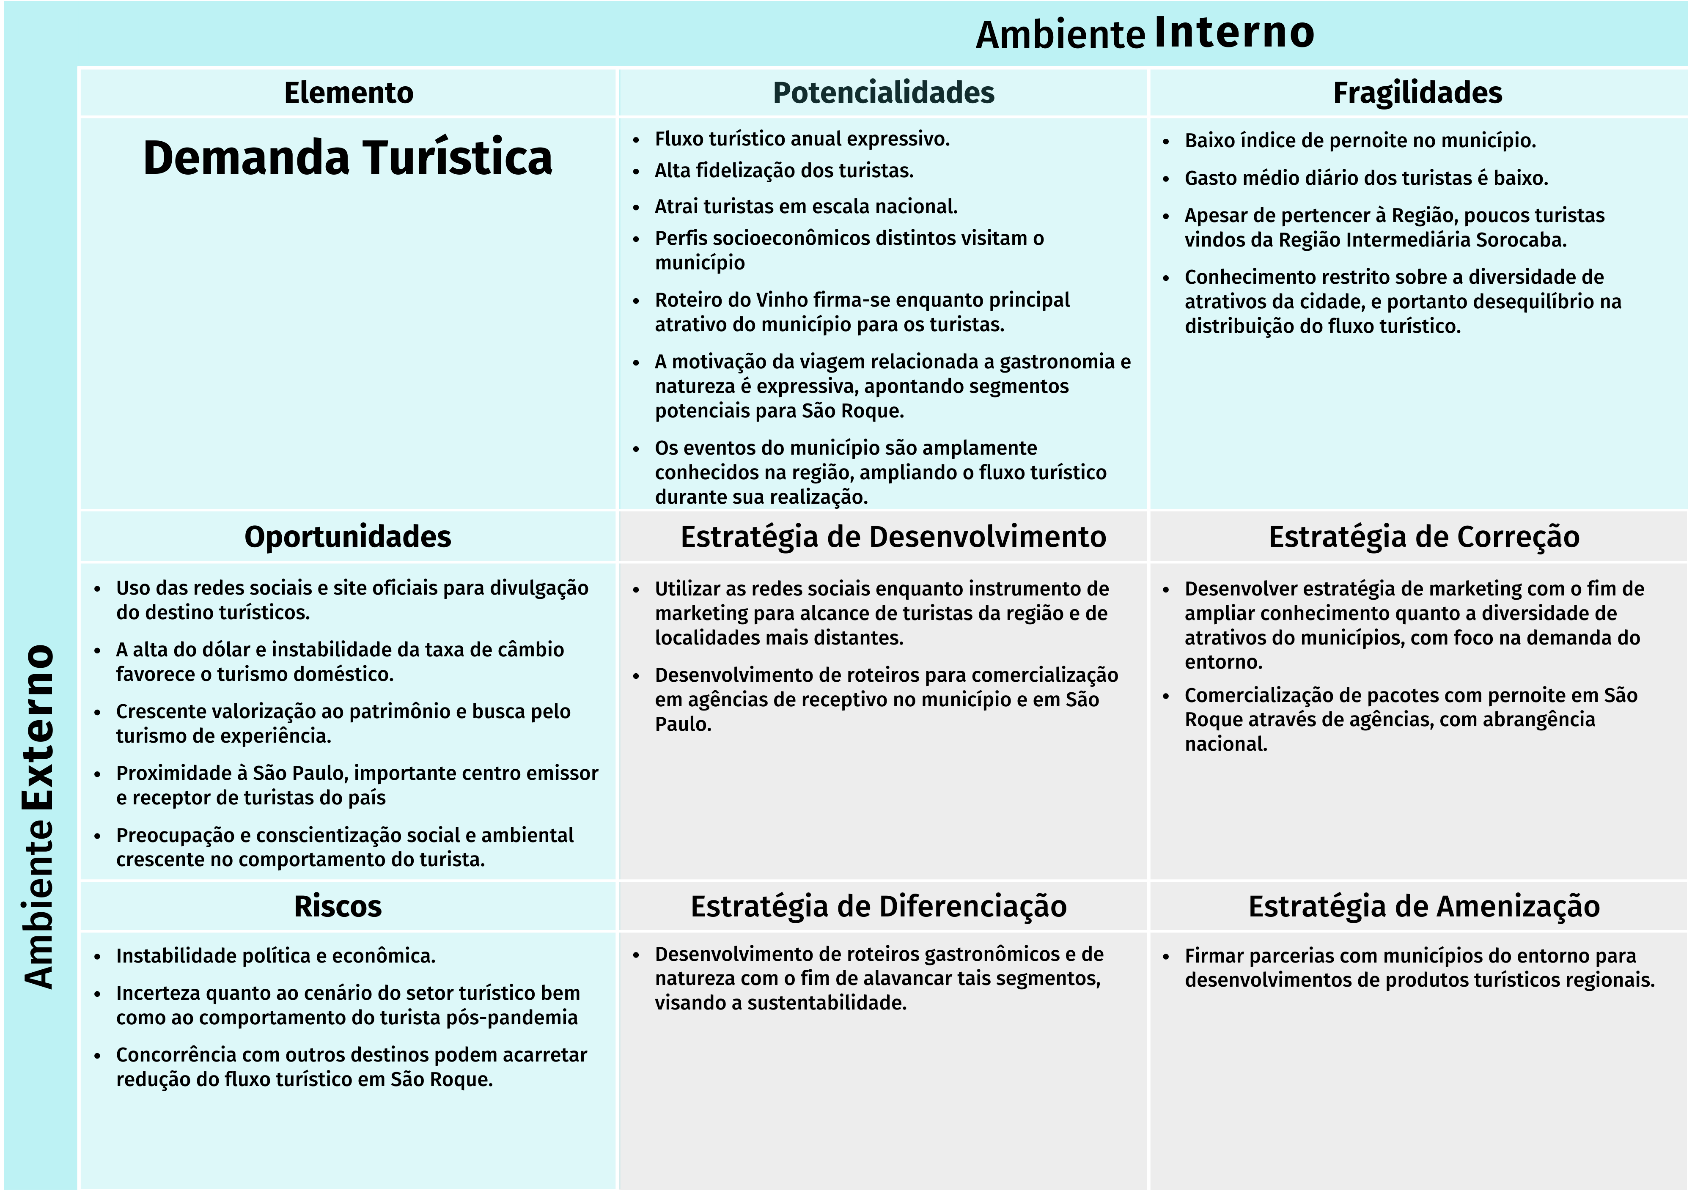 Ambiente Interno
Elemento
Potencialidades
Fragilidades
Demanda Turística
• Fluxo turístico anual expressivo.
• Alta fidelização dos turistas.
• Atrai turistas em escala nacional.
• Perfis socioeconômicos distintos visitam o
município
• Roteiro do Vinho firma-se enquanto principal
atrativo do município para os turistas.
• A motivação da viagem relacionada a gastronomia e
natureza é expressiva, apontando segmentos
potenciais para São Roque.
• Os eventos do município são amplamente
conhecidos na região, ampliando o fluxo turístico
durante sua realização.
• Baixo índice de pernoite no município.
• Gasto médio diário dos turistas é baixo.
• Apesar de pertencer à Região, poucos turistas
vindos da Região Intermediária Sorocaba.
• Conhecimento restrito sobre a diversidade de
atrativos da cidade, e portanto desequilíbrio na
distribuição do fluxo turístico.
Ambiente Externo
Oportunidades
Estratégia de Desenvolvimento
Estratégia de Correção
• Uso das redes sociais e site oficiais para divulgação
do destino turísticos.
• A alta do dólar e instabilidade da taxa de câmbio
favorece o turismo doméstico.
• Crescente valorização ao patrimônio e busca pelo
turismo de experiência.
• Proximidade à São Paulo, importante centro emissor
e receptor de turistas do país
• Preocupação e conscientização social e ambiental
crescente no comportamento do turista.
• Utilizar as redes sociais enquanto instrumento de
marketing para alcance de turistas da região e de
localidades mais distantes.
• Desenvolvimento de roteiros para comercialização
em agências de receptivo no município e em São
Paulo.
• Desenvolver estratégia de marketing com o fim de
ampliar conhecimento quanto a diversidade de
atrativos do municípios, com foco na demanda do
entorno.
• Comercialização de pacotes com pernoite em São
Roque através de agências, com abrangência
nacional.
Riscos
Estratégia de Diferenciação
Estratégia de Amenização
• Instabilidade política e econômica.
• Incerteza quanto ao cenário do setor turístico bem
como ao comportamento do turista pós-pandemia
• Concorrência com outros destinos podem acarretar
redução do fluxo turístico em São Roque.
• Desenvolvimento de roteiros gastronômicos e de
natureza com o fim de alavancar tais segmentos,
visando a sustentabilidade.
• Firmar parcerias com municípios do entorno para
desenvolvimentos de produtos turísticos regionais.